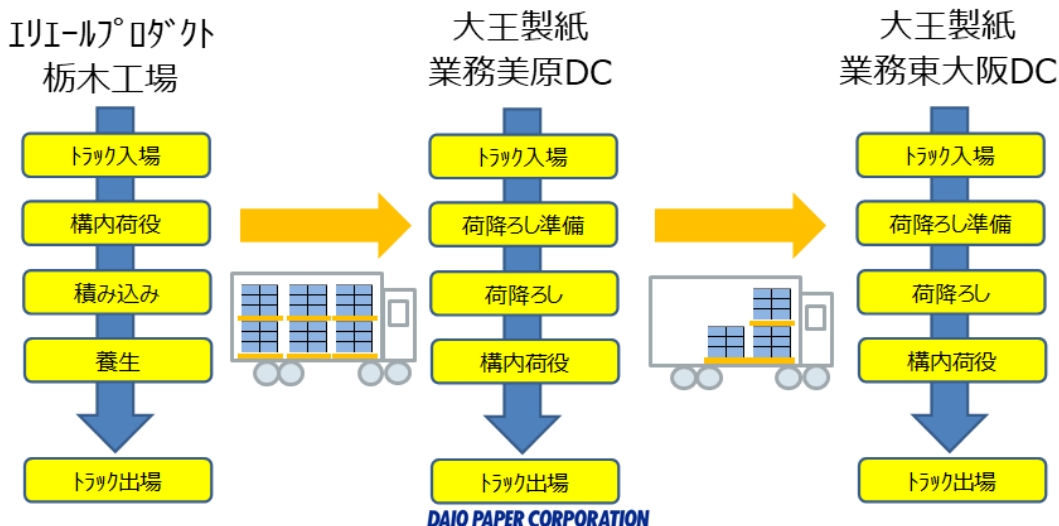 ｴﾘｴｰﾙﾌﾟﾛﾀﾞｸﾄ
栃木工場
ﾄﾗｯｸ入場
構内荷役
積み込み
養生
ﾄﾗｯｸ出場
大王製紙
業務美原DC
ﾄﾗｯｸ入場
荷降ろし準備
荷降ろし
構内荷役
ﾄﾗｯｸ出場
大王製紙
業務東大阪DC
ﾄﾗｯｸ入場
荷降ろし準備
荷降ろし
構内荷役
ﾄﾗｯｸ出場
DAIO PAPER CORPORATION